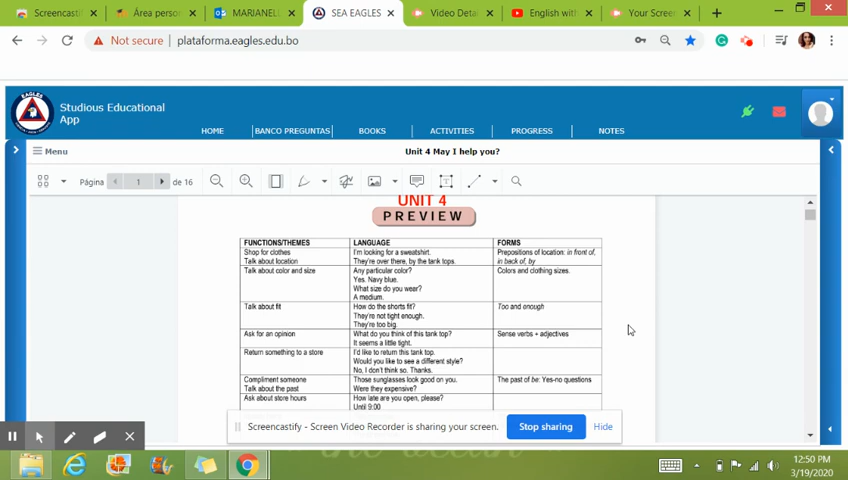 Screencastify
Área person
MARIANELL
SEA EAGLES
Video Detai
English with
Your Screen
Not secure
plataforma.eagles.edu.bo
Studious Educational
App
HOME
BANCO PREGUNTAS
BOOKS
ACTIVITIES
PROGRESS
NOTES
Menu
Unit 4 May I help you?
Página
1
de 16
UNIT 4
PREVIEW
FUNCTIONS/THEMES
LANGUAGE
FORMS
Shop for clothes
Talk about location
I'm looking for a sweatshirt.
They're over there, by the tank tops.
Prepositions of location: in front of,
in back of, by
Talk about color and size
Any particular color?
Yes. Navy blue.
What size do you wear?
A medium.
Colors and clothing sizes.
Talk about fit
How do the shorts fit?
They're not tight enough.
They're too big.
Too and enough
Ask for an opinion
What do you think of this tank top?
It seems a little tight.
Sense verbs + adjectives
Return something to a store
I'd like to return this tank top.
Would you like to see a different style?
No, I don't think so. Thanks.
Compliment someone
Talk about the past
Those sunglasses look good on you.
Were they expensive?
The past of be: Yes-no questions
Ask about store hours
How late are you open, please?
Until 9:00
Screencastify - Screen Video Recorder is sharing your screen.
Stop sharing
Hide
12:50 PM
3/19/2020